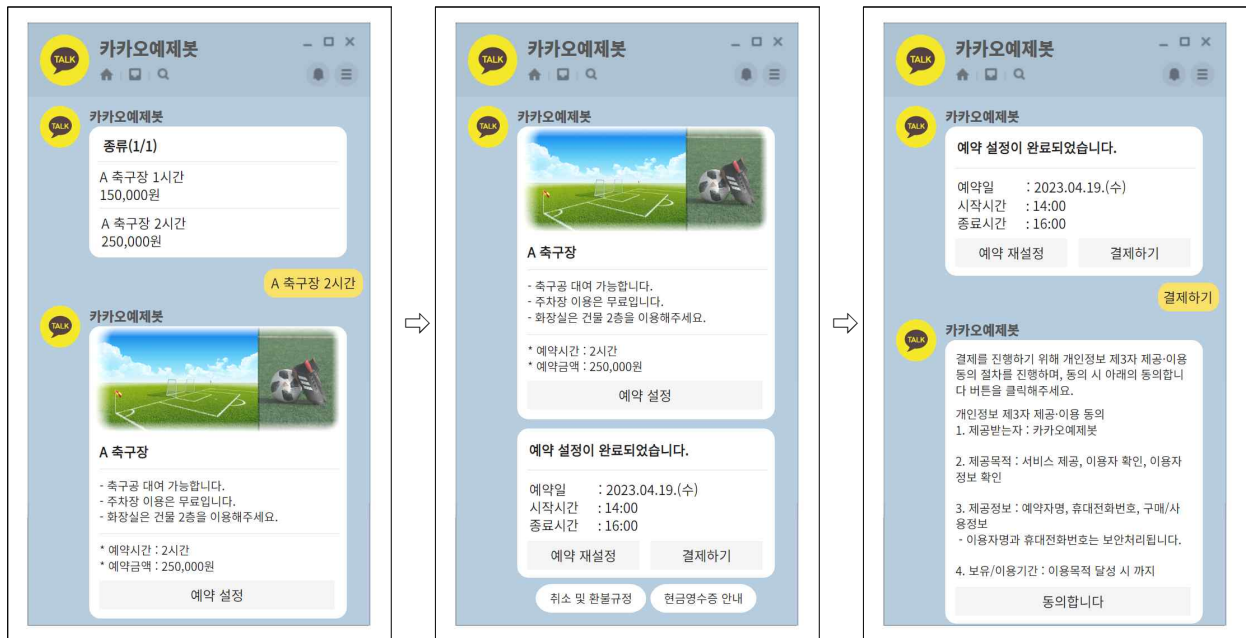 TALK
카카오예제봇
TALK
카카오예제봇
종류(1/1)
A 축구장 1시간
150,000원
A 축구장 2시간
250,000원
A 축구장 2시간
TALK
카카오예제봇
A 축구장
- 축구공 대여 가능합니다.
- 주차장 이용은 무료입니다.
- 화장실은 건물 2층을 이용해주세요.
* 예약시간 : 2시간
* 예약금액 : 250,000원
예약 설정
⇨
TALK
카카오예제봇
TALK
카카오예제봇
A 축구장
- 축구공 대여 가능합니다.
- 주차장 이용은 무료입니다.
- 화장실은 건물 2층을 이용해주세요.
* 예약시간 : 2시간
* 예약금액 : 250,000원
예약 설정
예약 설정이 완료되었습니다.
예약일 : 2023.04.19.(수)
시작시간 : 14:00
종료시간 : 16:00
예약 재설정 결제하기
취소 및 환불규정 현금영수증 안내
⇨
TALK
카카오예제봇
TALK
카카오예제봇
예약 설정이 완료되었습니다.
예약일 : 2023.04.19.(수)
시작시간 : 14:00
종료시간 : 16:00
예약 재설정 결제하기
결제하기
TALK
카카오예제봇
결제를 진행하기 위해 개인정보 제3자 제공·이용
동의 절차를 진행하며, 동의 시 아래의 동의합니
다 버튼을 클릭해주세요.
개인정보 제3자 제공·이용 동의
1. 제공받는자 : 카카오예제봇
2. 제공목적 : 서비스 제공, 이용자 확인, 이용자
정보 확인
3. 제공정보 : 예약자명, 휴대전화번호, 구매/사
용정보
- 이용자명과 휴대전화번호는 보안처리됩니다.
4. 보유/이용기간 : 이용목적 달성 시 까지
동의합니다